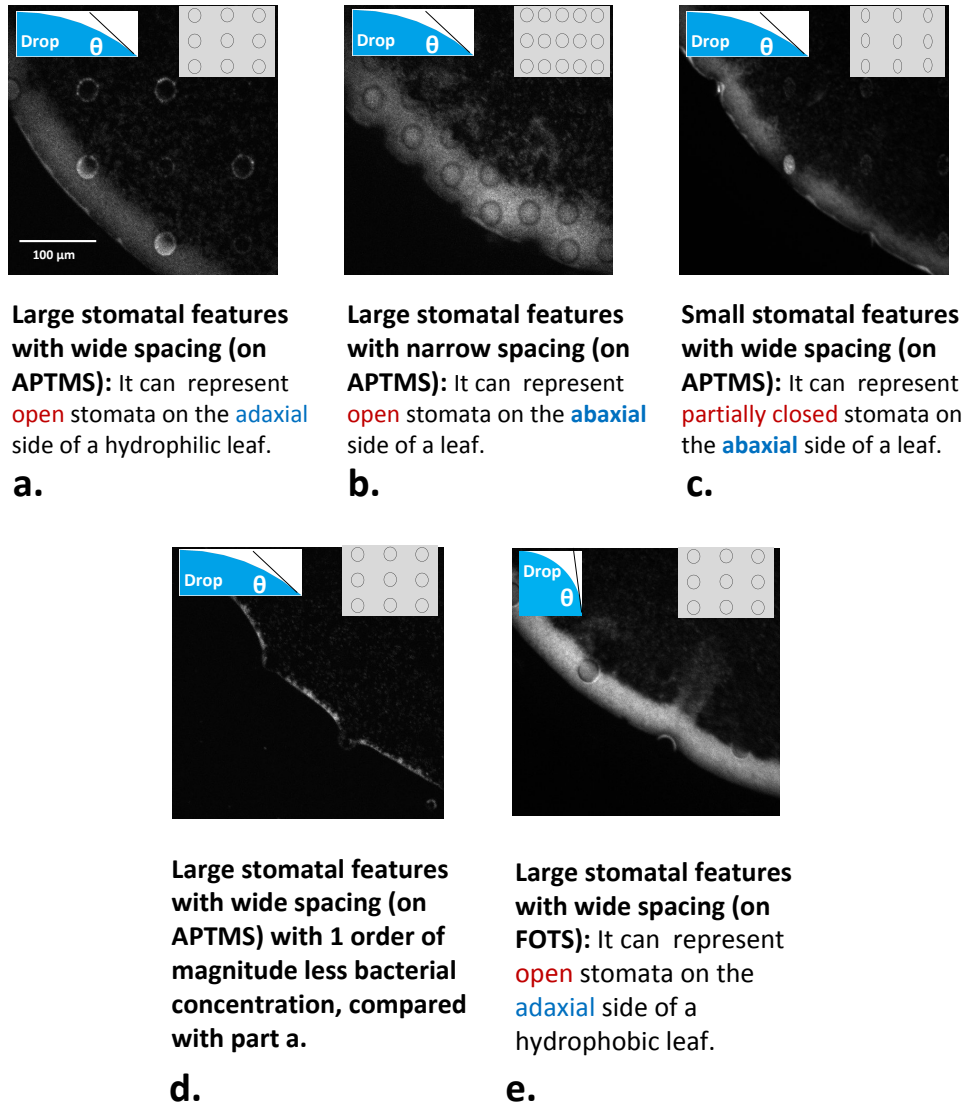 Drop θ
Drop θ
Drop θ
100 µm
Large stomatal features
with wide spacing (on
APTMS): It can represent
open stomata on the adaxial
side of a hydrophilic leaf.
a.
Large stomatal features
with narrow spacing (on
APTMS): It can represent
open stomata on the abaxial
side of a leaf.
b.
Small stomatal features
with wide spacing (on
APTMS): It can represent
partially closed stomata on
the abaxial side of a leaf.
c.
Drop θ
Drop
θ
Large stomatal features
with wide spacing (on
APTMS) with 1 order of
magnitude less bacterial
concentration, compared
with part a.
d.
Large stomatal features
with wide spacing (on
FOTS): It can represent
open stomata on the
adaxial side of a
hydrophobic leaf.
e.